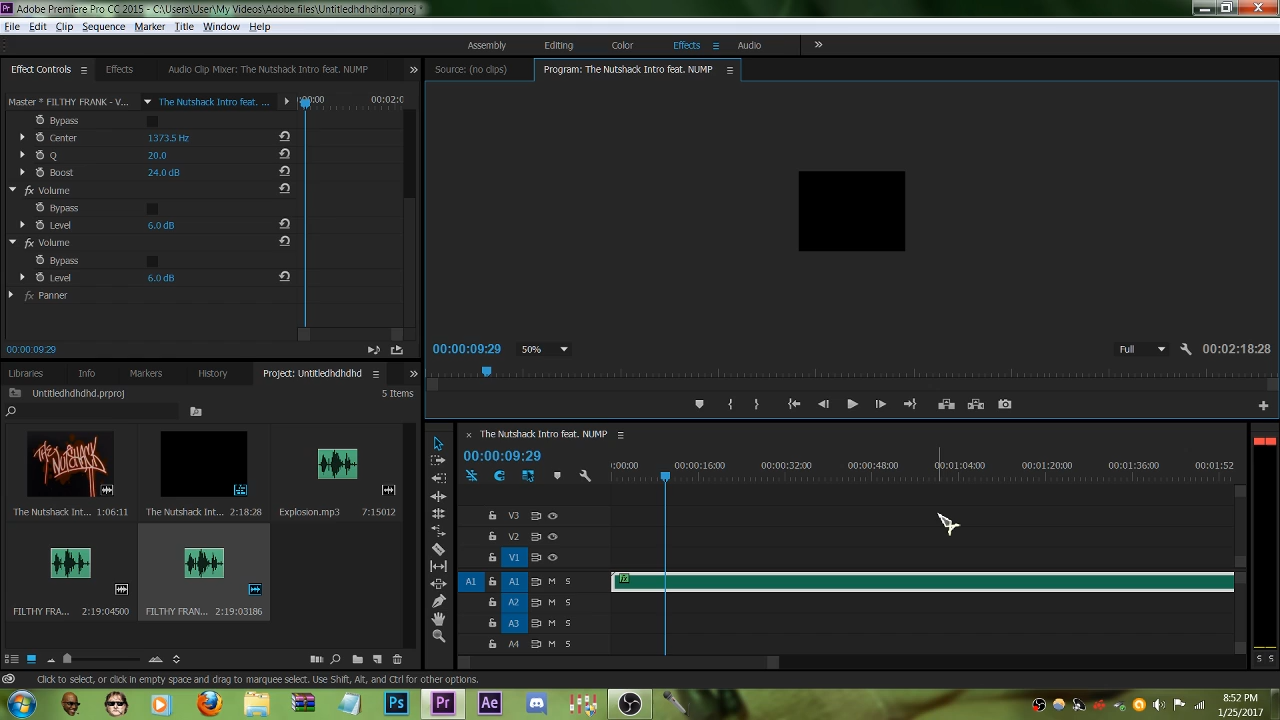 Adobe Premiere Pro CC 2015 - C:\Users\User\My Videos\Adobe files\Untitledhdhdhd.prproj *
File Edit Clip Sequence Marker Title Window Help
Assembly Editing Color Effects Audio
Effect Controls Effects Audio Clip Mixer: The Nutshack Intro feat. NUMP
Source: (no clips) Program: The Nutshack Intro feat. NUMP
Master * FILTHY FRANK - V... The Nutshack Intro feat. ... :00:00 00:02:0
Bypass
Center 1373.5 Hz
Q 20.0
Boost 24.0 dB
fx Volume
Bypass
Level 6.0 dB
fx Volume
Bypass
Level 6.0 dB
fx Panner
00:00:09:29
00:00:09:29 50% Full 00:02:18:28
Libraries Info Markers History Project: Untitledhdhdhd
Untitledhdhdhd.prproj 5 Items
THE NUTSHACK
The Nutshack Int... 1:06:11 The Nutshack Int... 2:18:28 Explosion.mp3 7:15012
FILTHY FRA... 2:19:04500 FILTHY FRAN... 2:19:03186
The Nutshack Intro feat. NUMP
00:00:09:29
:00:00 00:00:16:00 00:00:32:00 00:00:48:00 00:01:04:00 00:01:20:00 00:01:36:00 00:01:52
V3
V2
V1
A1 A1 M S fx
A2 M S
A3 M S
A4 M S
S S
Click to select, or click in empty space and drag to marquee select. Use Shift, Alt, and Ctrl for other options.
Ps Pr Ae
8:52 PM
1/25/2017